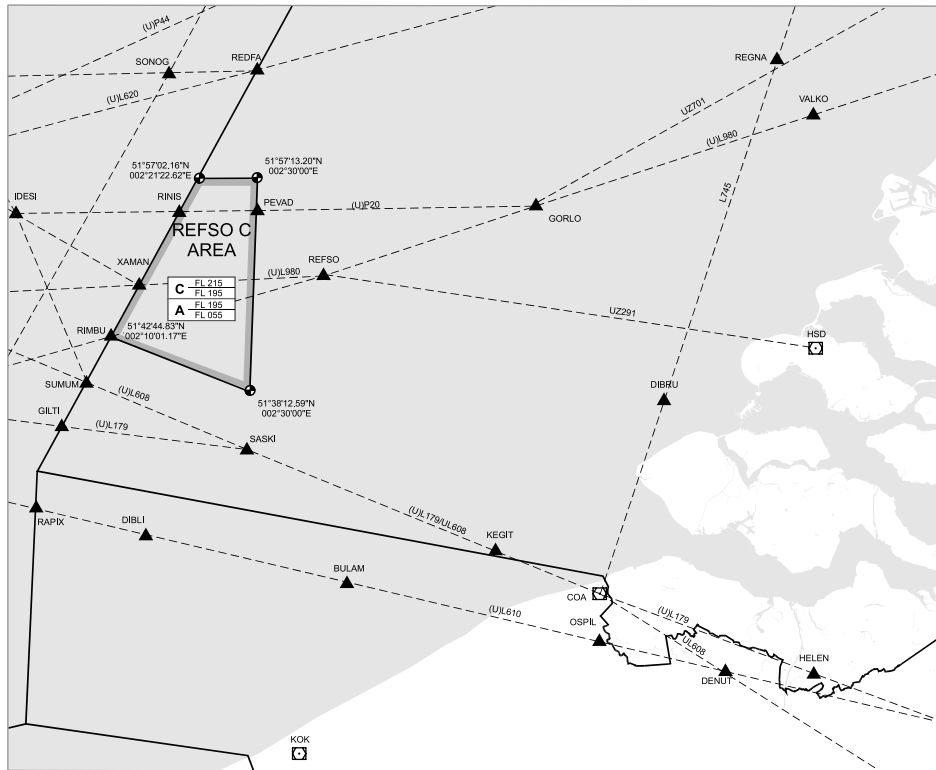 (U)P44
SONOG
REDFA
REGNA
(U)L620
UZ701
VALKO
(U)L980
51°57'02.16"N
002°21'22.62"E
51°57'13.20"N
002°30'00"E
L745
IDESI
RINIS
PEVAD
(U)P20
GORLO
REFSO C
AREA
XAMAN
(U)L980
REFSO
C FL 215
FL 195
A FL 195
FL 055
UZ291
RIMBU
51°42'44.83"N
002°10'01.17"E
HSD
SUMUM
(U)L608
DIBRU
51°38'12.59"N
002°30'00"E
GILTI
(U)L179
SASKI
RAPIX
DIBLI
(U)L179/UL608
KEGIT
BULAM
COA
(U)L610
(U)L179
OSPIL
UL608
HELEN
DENUT
KOK